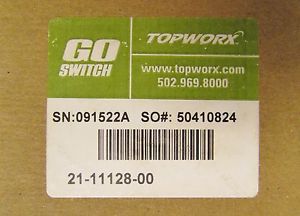 GO
SWITCH
TOPWORX
www.topworx.com
502.969.8000
SN:091522A SO#: 50410824
21-11128-00